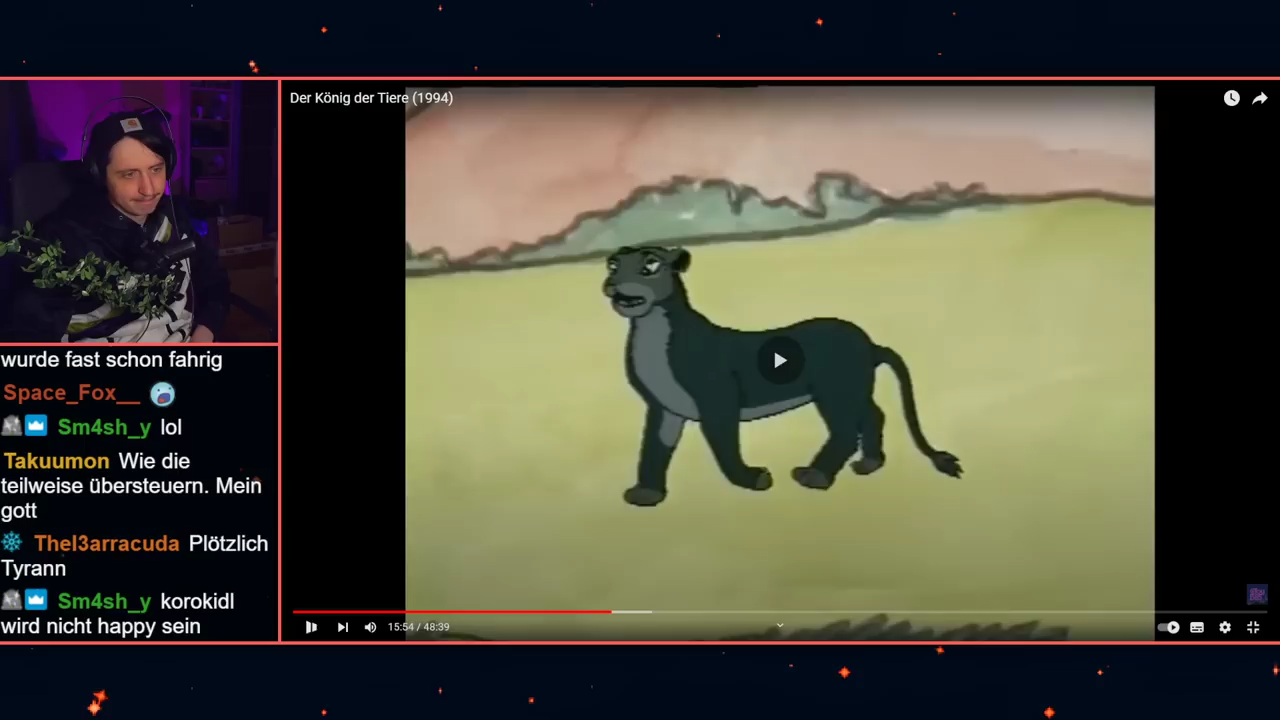 Der König der Tiere (1994)
wurde fast schon fahrig
Space_Fox__
Sm4sh_y lol
Takuumon Wie die
teilweise übersteuern. Mein
gott
Thel3arracuda Plötzlich
Tyrann
Sm4sh_y korokidl
wird nicht happy sein
15:54 / 48:39